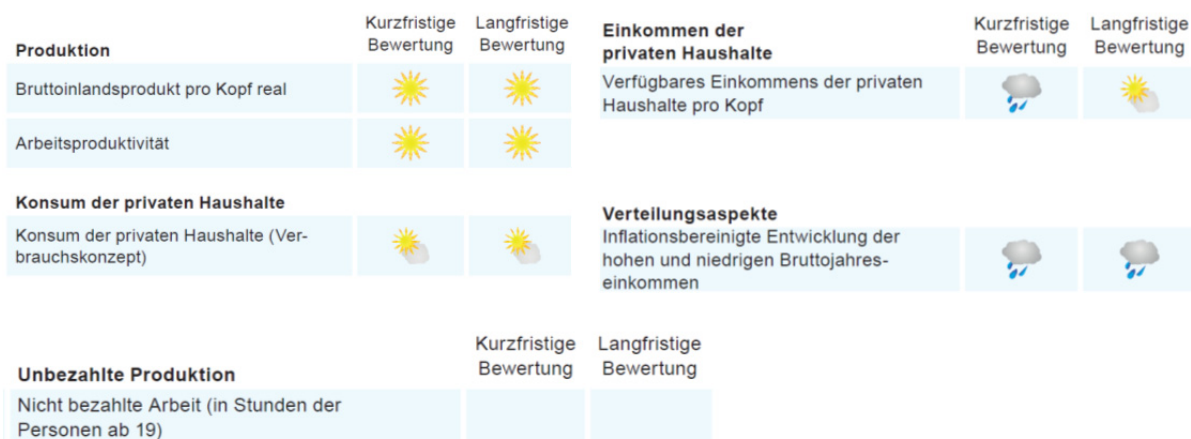 Kurzfristige Langfristige
Produktion Bewertung Bewertung
Bruttoinlandsprodukt pro Kopf real
Arbeitsproduktivität
Konsum der privaten Haushalte
Konsum der privaten Haushalte (Ver-
brauchskonzept)
Einkommen der Kurzfristige Langfristige
privaten Haushalte Bewertung Bewertung
Verfügbares Einkommens der privaten
Haushalte pro Kopf
Verteilungsaspekte
Inflationsbereinigte Entwicklung der
hohen und niedrigen Bruttojahres-
einkommen
Kurzfristige Langfristige
Unbezahlte Produktion Bewertung Bewertung
Nicht bezahlte Arbeit (in Stunden der
Personen ab 19)